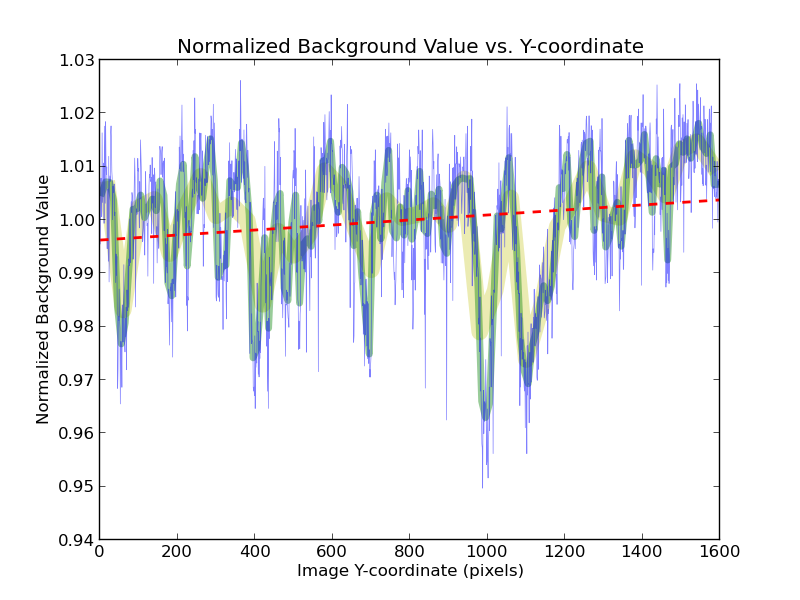 Normalized Background Value vs. Y-coordinate
1.03
1.02
1.01
1.00
0.99
0.98
0.97
0.96
0.95
0.94
Normalized Background Value
0 200 400 600 800 1000 1200 1400 1600
Image Y-coordinate (pixels)